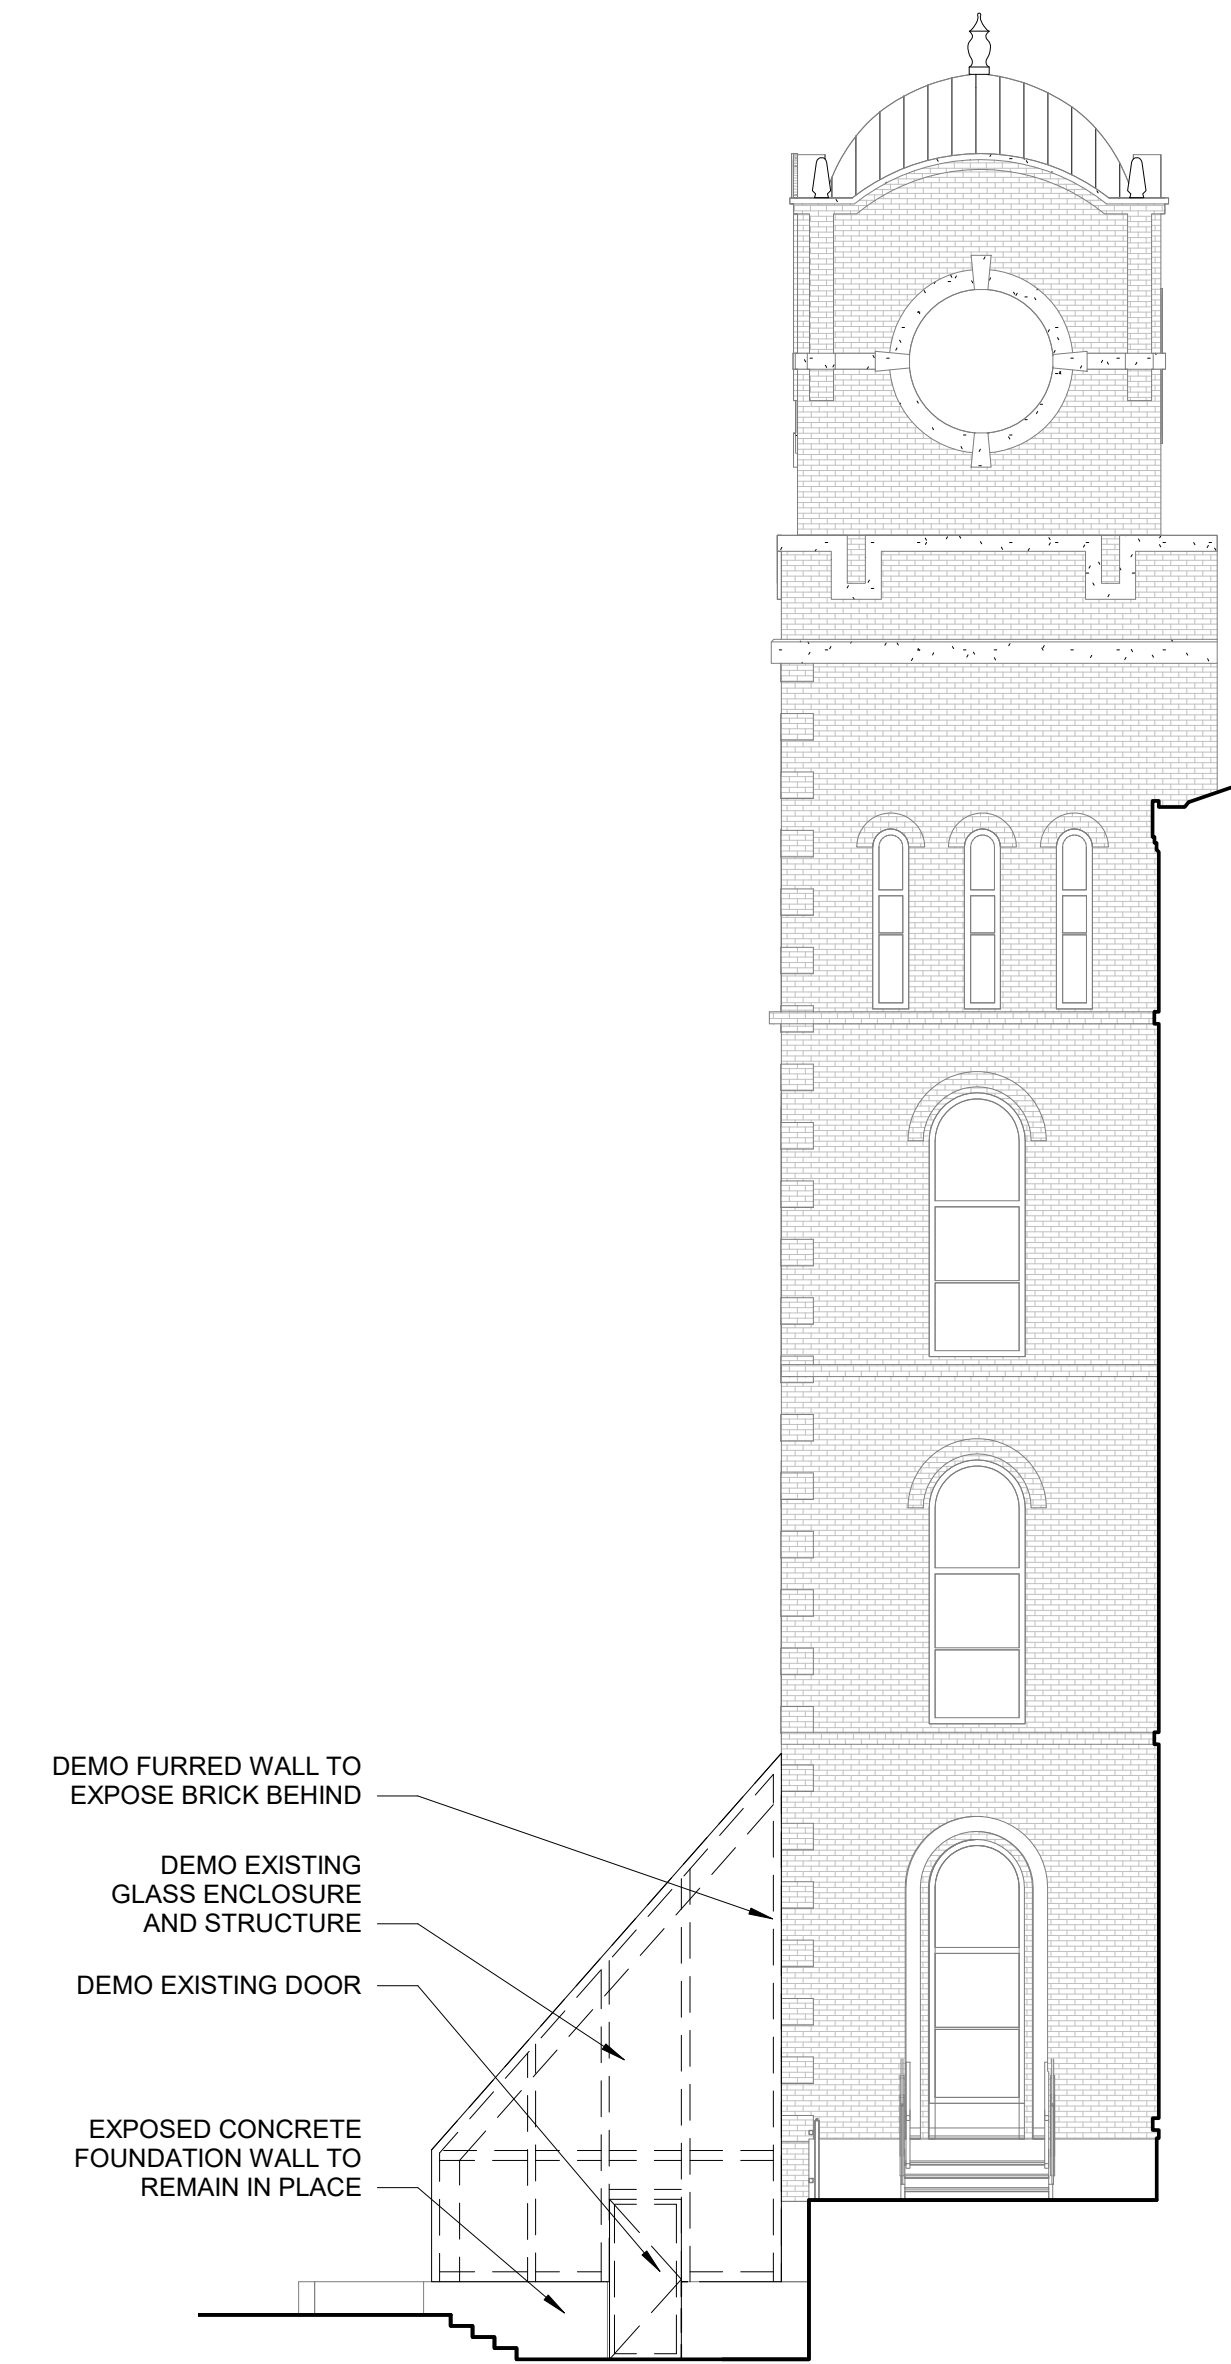 DEMO FURRED WALL TO
EXPOSE BRICK BEHIND
DEMO EXISTING
GLASS ENCLOSURE
AND STRUCTURE
DEMO EXISTING DOOR
EXPOSED CONCRETE
FOUNDATION WALL TO
REMAIN IN PLACE